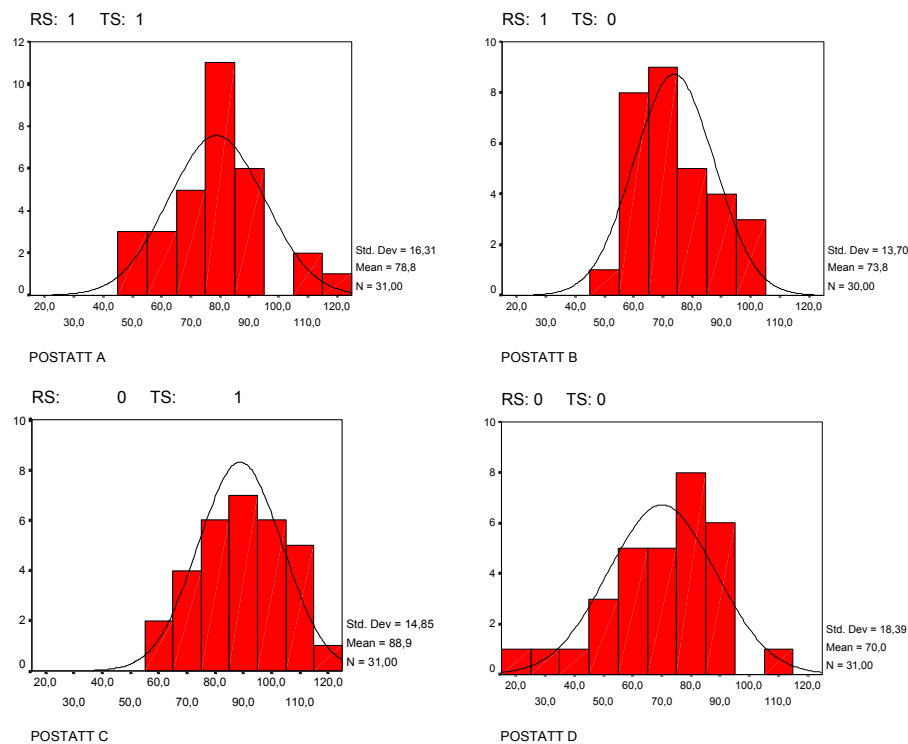 RS: 1 TS: 1
12
10
8
6
4
2
0
Std. Dev = 16,31
Mean = 78,8
N = 31,00
20,0 40,0 60,0 80,0 100,0 120,0
30,0 50,0 70,0 90,0 110,0
POSTATT A
RS: 1 TS: 0
10
8
6
4
2
0
Std. Dev = 13,70
Mean = 73,8
N = 30,00
20,0 40,0 60,0 80,0 100,0 120,0
30,0 50,0 70,0 90,0 110,0
POSTATT B
RS: 0 TS: 1
10
8
6
4
2
0
Std. Dev = 14,85
Mean = 88,9
N = 31,00
20,0 40,0 60,0 80,0 100,0 120,0
30,0 50,0 70,0 90,0 110,0
POSTATT C
RS: 0 TS: 0
10
8
6
4
2
0
Std. Dev = 18,39
Mean = 70,0
N = 31,00
20,0 40,0 60,0 80,0 100,0 120,0
30,0 50,0 70,0 90,0 110,0
POSTATT D